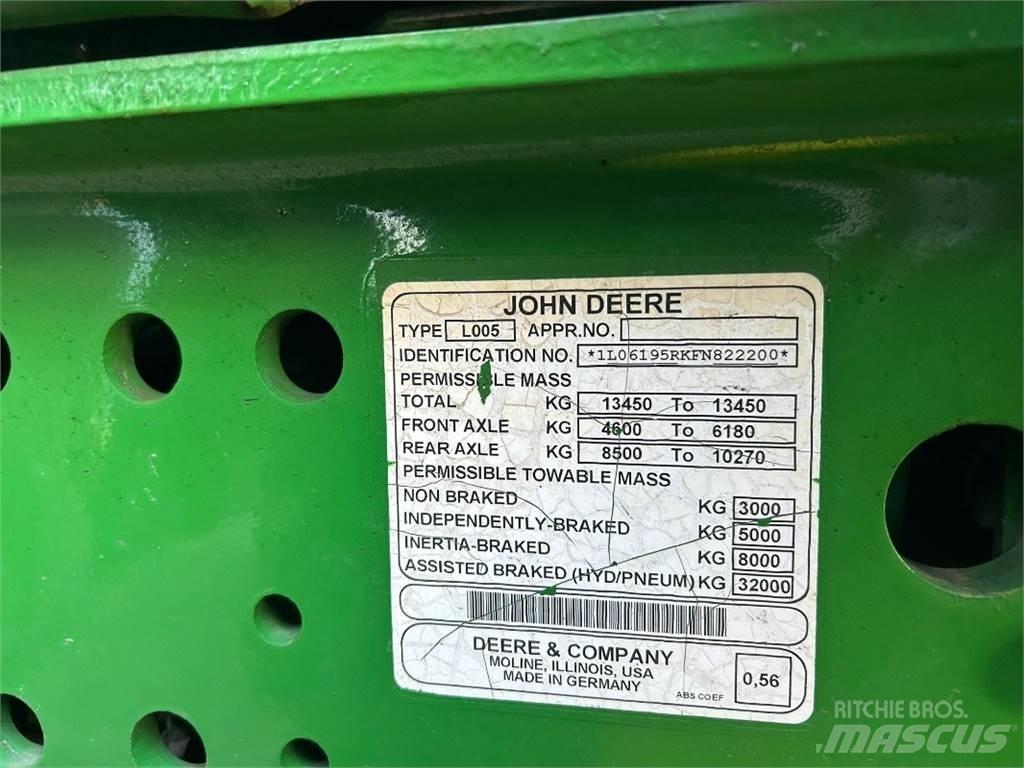 JOHN DEERE
TYPE L005 APPR.NO.
IDENTIFICATION NO. *1L06195RKFN822200*
PERMISSIBLE MASS
TOTAL KG 13450 To 13450
FRONT AXLE KG 4600 To 6180
REAR AXLE KG 8500 To 10270
PERMISSIBLE TOWABLE MASS
NON BRAKED KG 3000
INDEPENDENTLY-BRAKED KG 5000
INERTIA-BRAKED KG 8000
ASSISTED BRAKED (HYD/PNEUM) KG 32000
DEERE & COMPANY
MOLINE, ILLINOIS, USA
MADE IN GERMANY
ABS COEF 0,56
RITCHIE BROS.
MASCUS